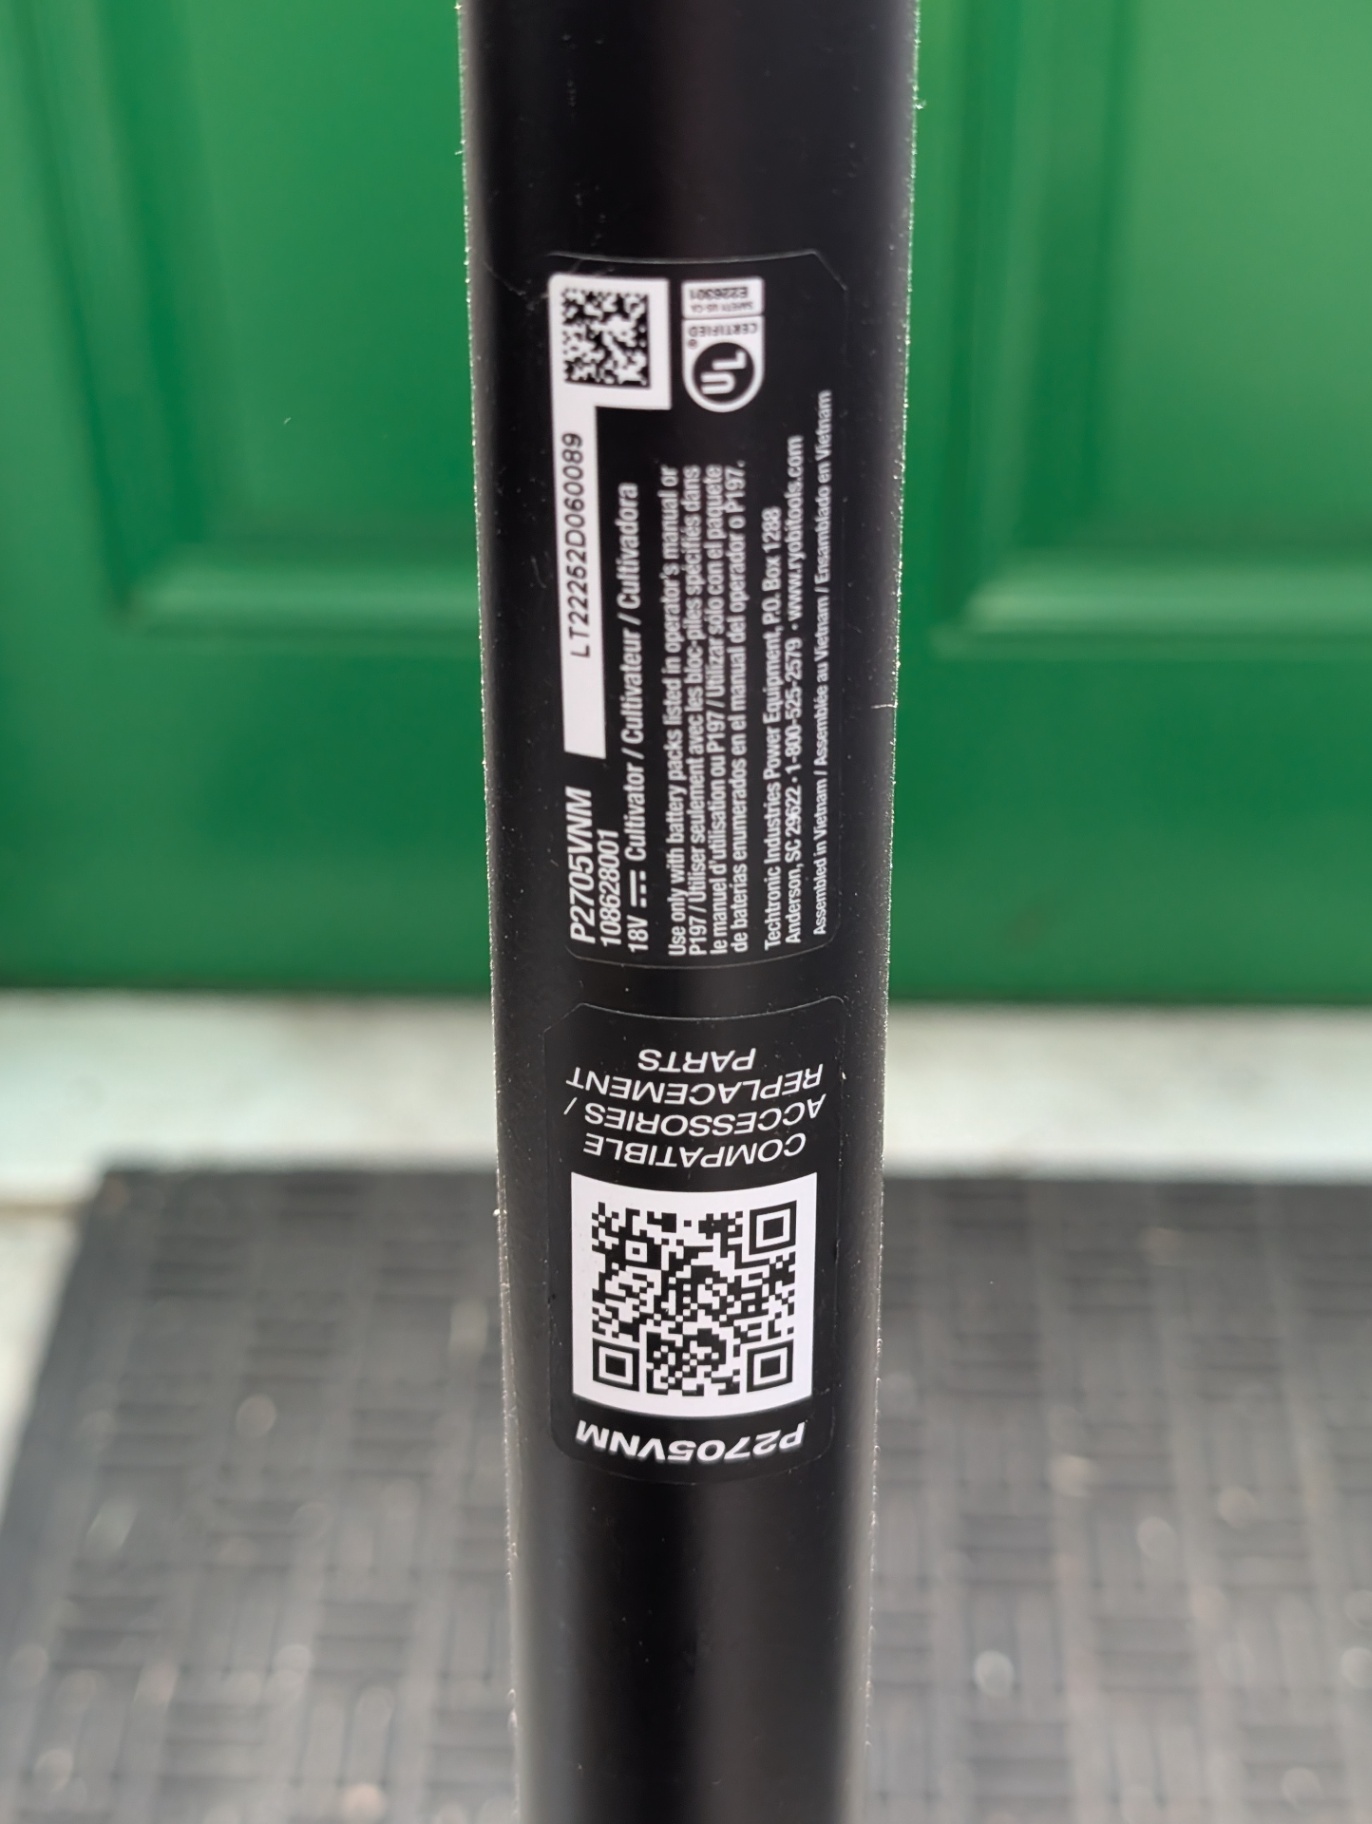 P2705VNM
108628001
18V Cultivator / Cultivateur / Cultivadora
LT22252D060089
Use only with battery packs listed in operator's manual or
P197 / Utiliser seulement avec les bloc-piles spécifiés dans
le manuel d'utilisation ou P197 / Utilizar sólo con el paquete
de baterías enumerados en el manual del operador o P197.
Techtronic Industries Power Equipment, P.O. Box 1288
Anderson, SC 29622 • 1-800-525-2579 • www.ryobitools.com
Assembled in Vietnam / Assemblée au Vietnam / Ensamblado en Vietnam
UL
CERTIFIED
SAFETY US-CA
E226301
P2705VNM
COMPATIBLE
ACCESSORIES /
REPLACEMENT
PARTS